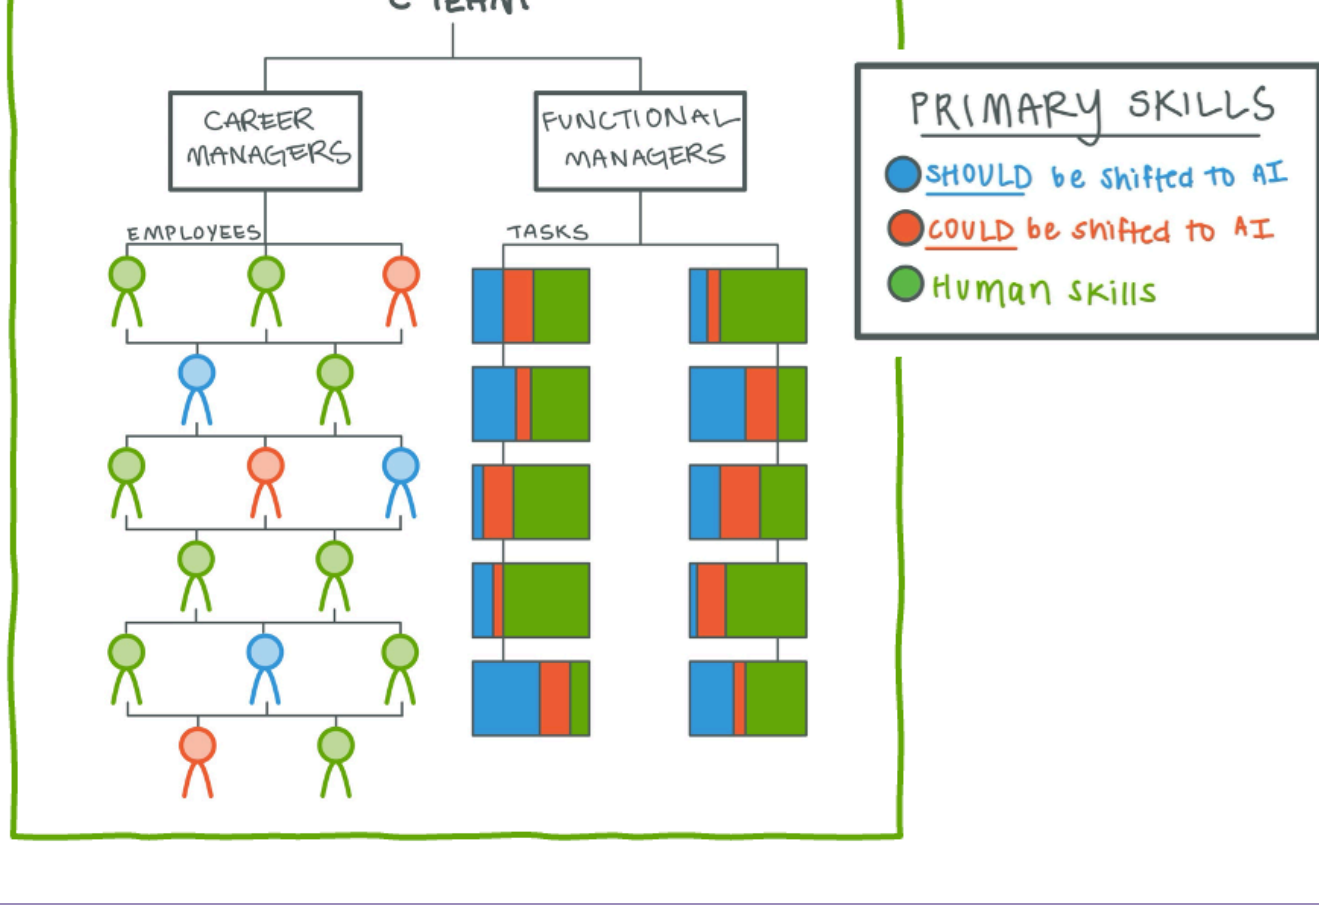 CAREER
MANAGERS
FUNCTIONAL
MANAGERS
EMPLOYEES
TASKS
PRIMARY SKILLS
SHOULD be shifted to AI
COULD be shifted to AI
Human skills